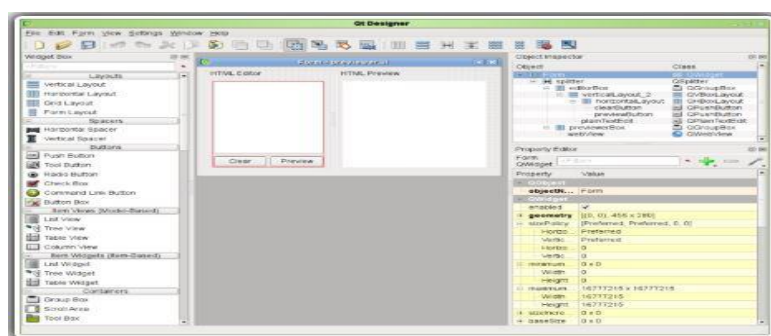 Qt Designer
File Edit Form View Settings Window Help
Widget Box
Layouts
Vertical Layout
Horizontal Layout
Grid Layout
Form Layout
Spacers
Horizontal Spacer
Vertical Spacer
Buttons
Push Button
Tool Button
Radio Button
Check Box
Command Link Button
Button Box
Item Views (Model-Based)
List View
Tree View
Table View
Column View
Item Widgets (Item-Based)
List Widget
Tree Widget
Table Widget
Containers
Group Box
Scroll Area
Tool Box
Form - previewer.ui
HTML Editor
HTML Preview
Clear
Preview
Object Inspector
Object Class
Form QWidget
splitter QSplitter
editorBox QGroupBox
verticalLayout_2 QVBoxLayout
horizontalLayout QHBoxLayout
clearButton QPushButton
previewButton QPushButton
plainTextEdit QPlainTextEdit
previewerBox QGroupBox
webView QWebView
Property Editor
Form
QWidget
Property Value
QObject
objectN... Form
QWidget
enabled
geometry [(0, 0), 456 x 280]
sizePolicy [Preferred, Preferred, 0, 0]
Horizo... Preferred
Vertic... Preferred
Horizo... 0
Vertic... 0
minimum... 0 x 0
Width 0
Height 0
maximum... 16777215 x 16777215
Width 16777215
Height 16777215
sizeIncre... 0 x 0
baseSize 0 x 0